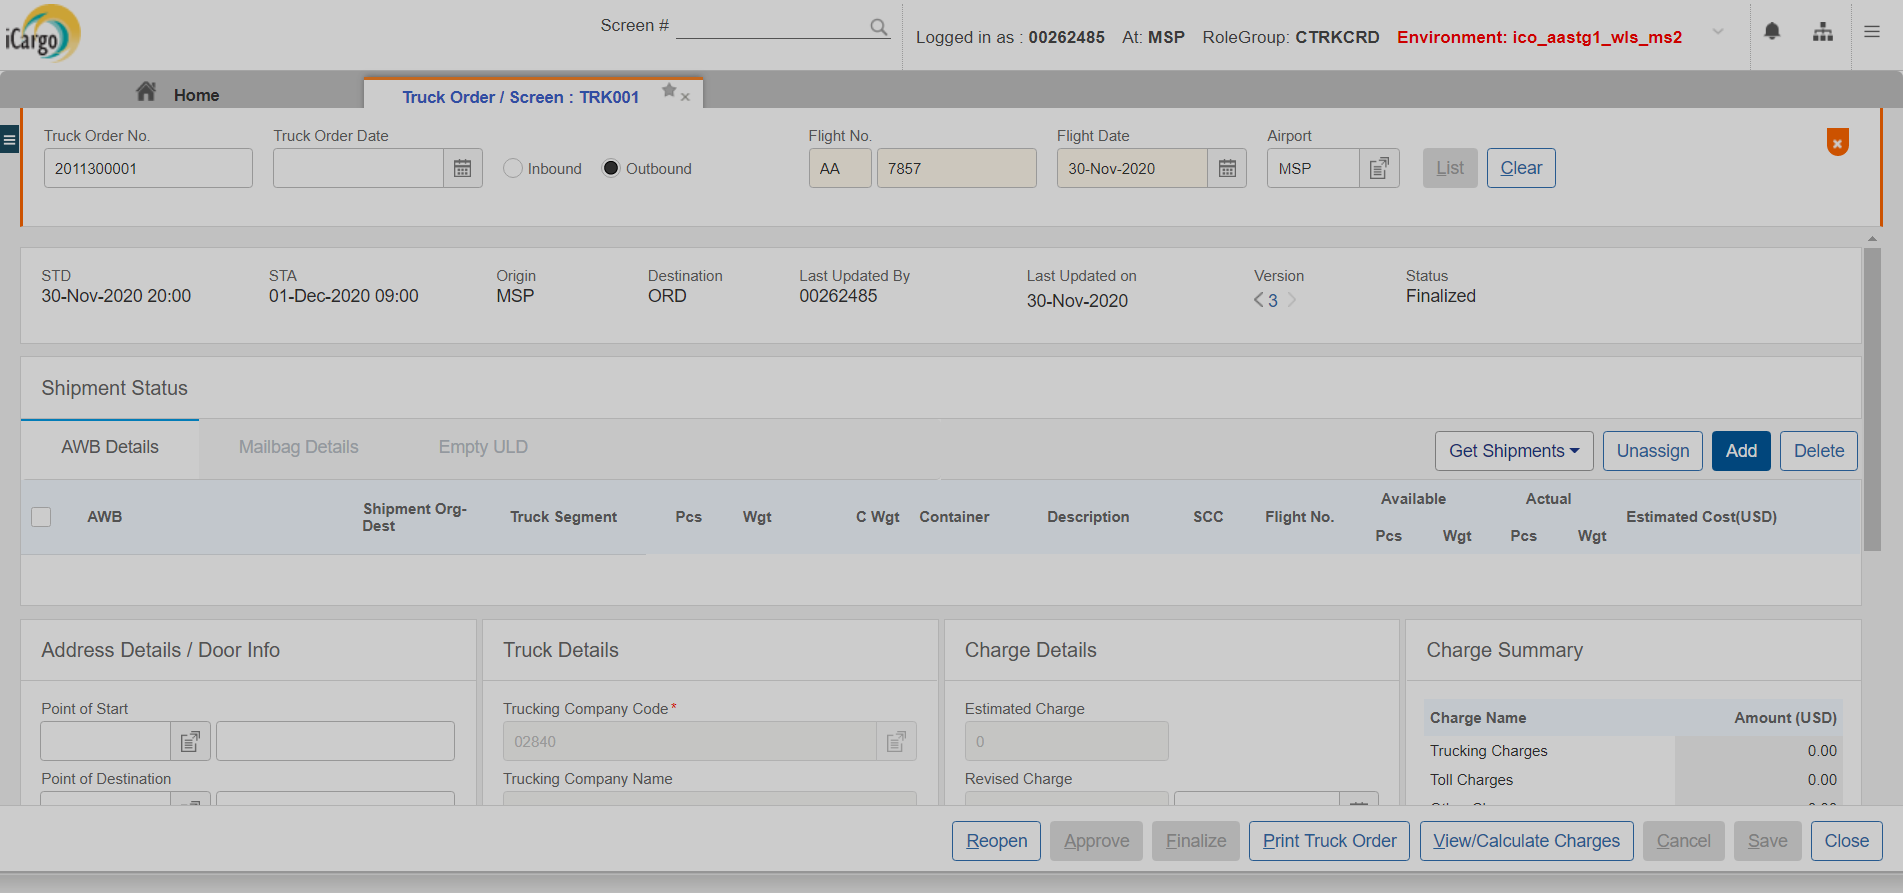 iCargo
Screen #
Logged in as : 00262485 At: MSP RoleGroup: CTRKCRD Environment: ico_aastg1_wls_ms2
Home
Truck Order / Screen : TRK001
Truck Order No. Truck Order Date Flight No. Flight Date Airport
2011300001 Inbound Outbound AA 7857 30-Nov-2020 MSP List Clear
STD STA Origin Destination Last Updated By Last Updated on Version Status
30-Nov-2020 20:00 01-Dec-2020 09:00 MSP ORD 00262485 30-Nov-2020 < 3 > Finalized
Shipment Status
AWB Details Mailbag Details Empty ULD Get Shipments Unassign Add Delete
Available Actual
AWB Shipment Org-Dest Truck Segment Pcs Wgt C Wgt Container Description SCC Flight No. Pcs Wgt Pcs Wgt Estimated Cost(USD)
Address Details / Door Info Truck Details Charge Details Charge Summary
Point of Start Trucking Company Code* Estimated Charge Charge Name Amount (USD)
02840 0 Trucking Charges 0.00
Point of Destination Trucking Company Name Revised Charge Toll Charges 0.00
Reopen Approve Finalize Print Truck Order View/Calculate Charges Cancel Save Close